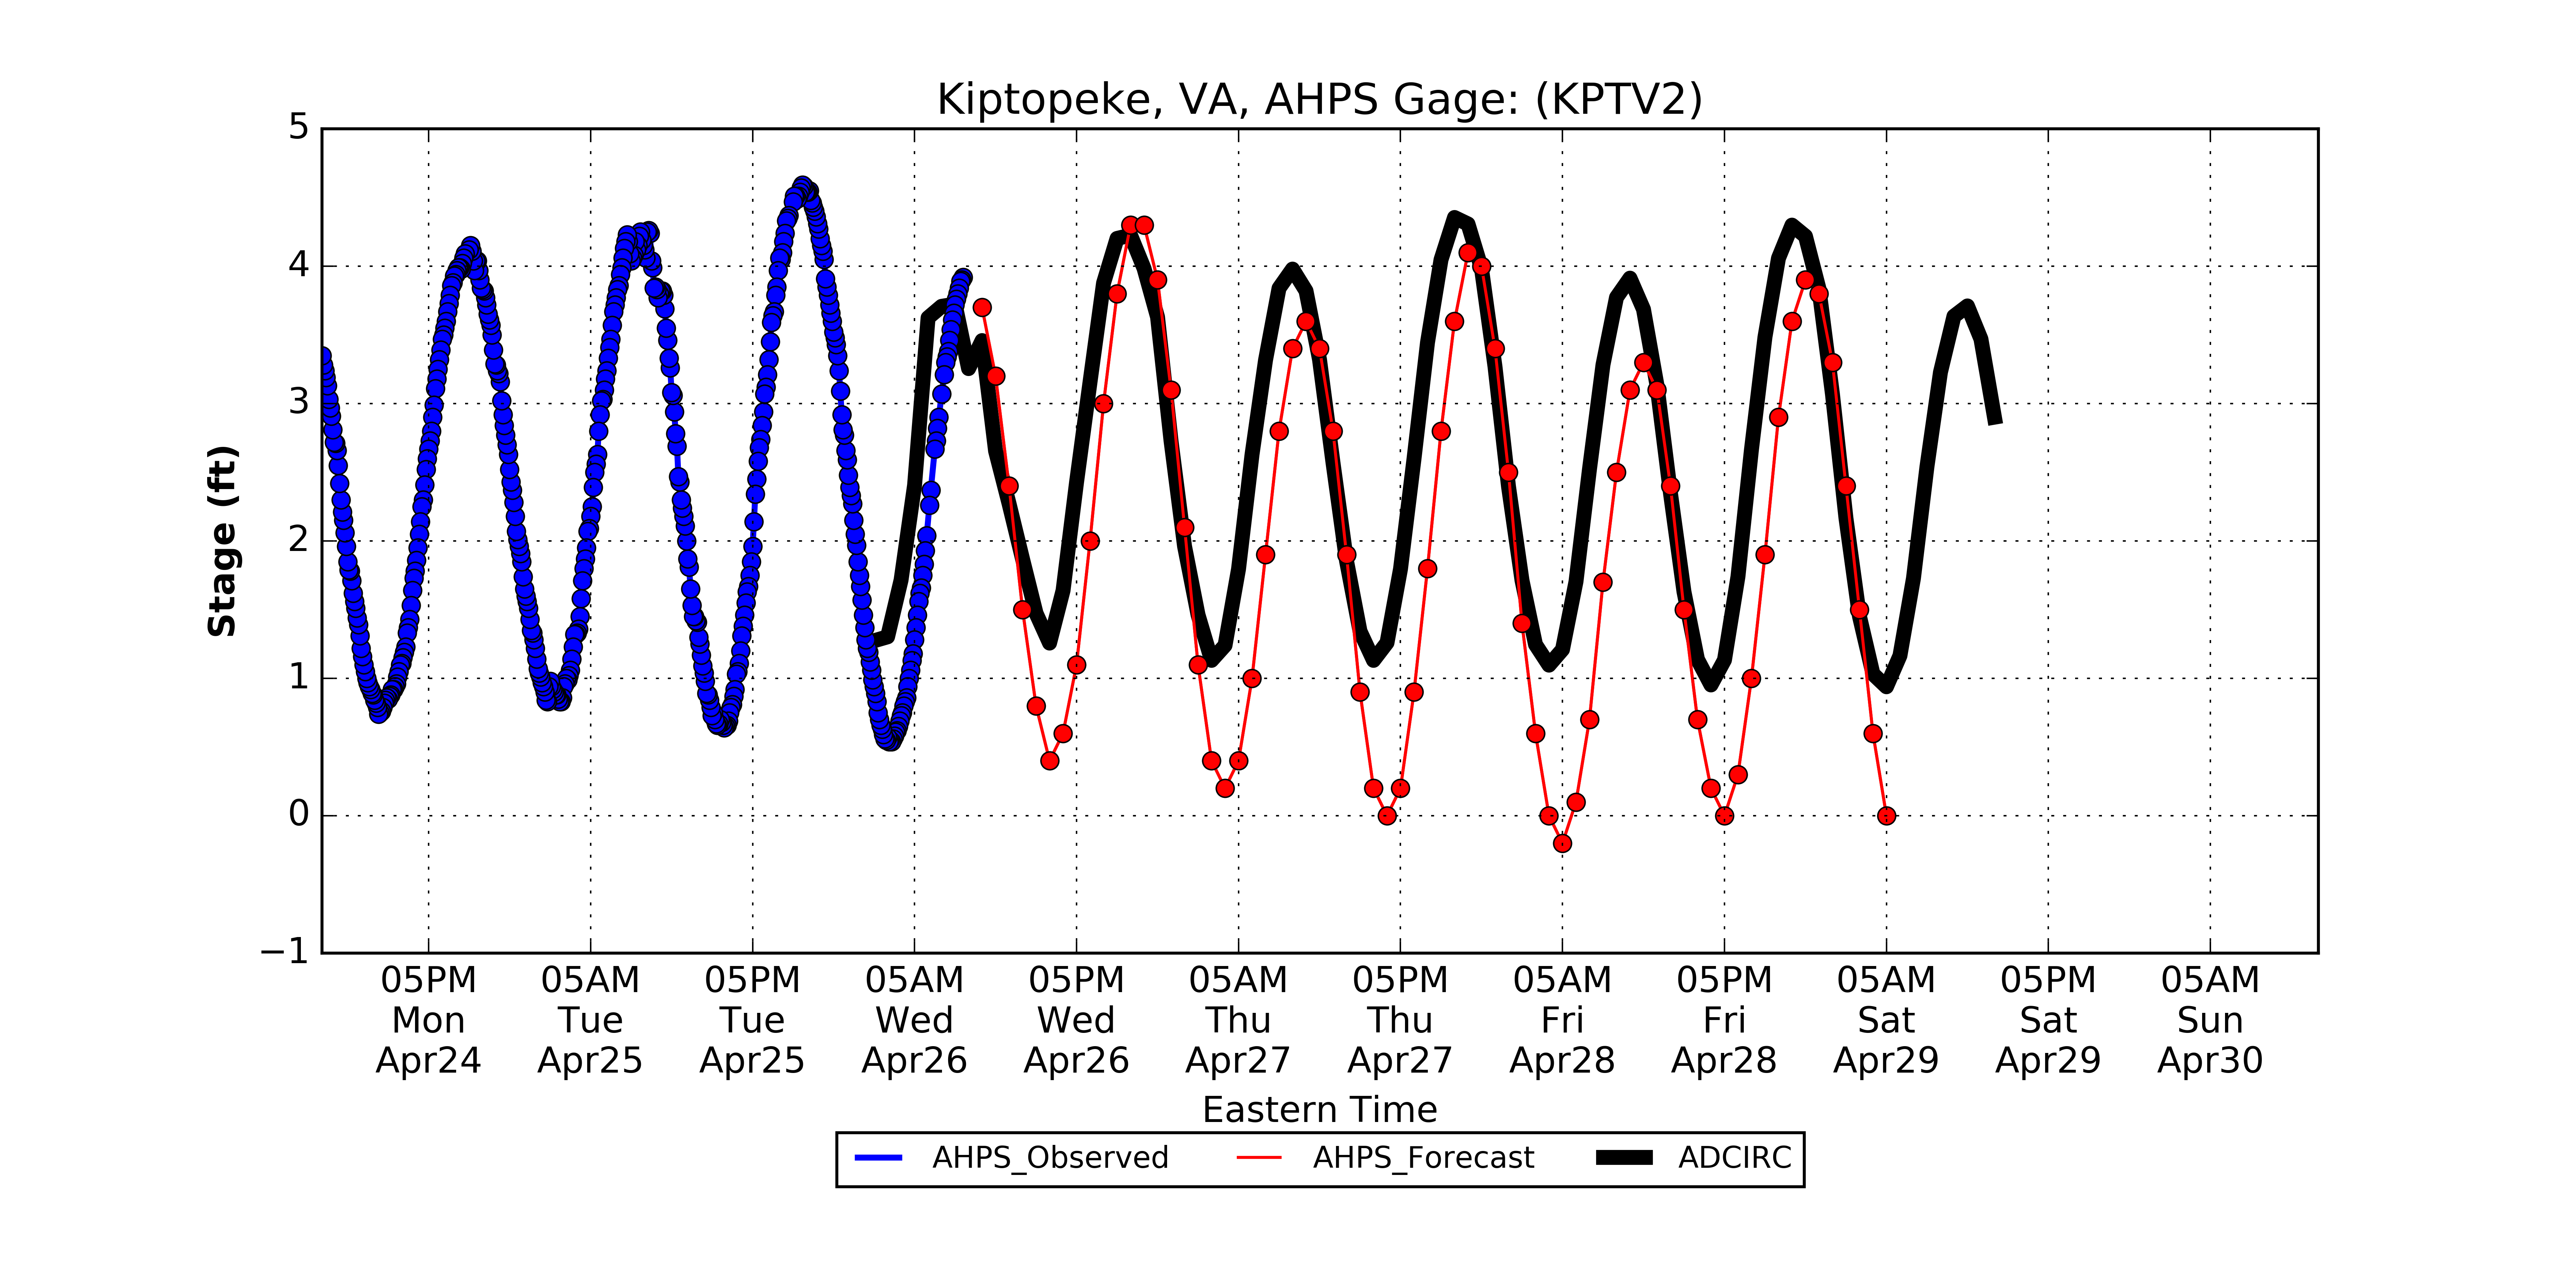 Kiptopeke, VA, AHPS Gage: (KPTV2)
5
4
3
2
1
0
−1
Stage (ft)
05PM 05AM 05PM 05AM 05PM 05AM 05PM 05AM 05PM 05AM 05PM 05AM
Mon Tue Tue Wed Wed Thu Thu Fri Fri Sat Sat Sun
Apr24 Apr25 Apr25 Apr26 Apr26 Apr27 Apr27 Apr28 Apr28 Apr29 Apr29 Apr30
Eastern Time
AHPS_Observed AHPS_Forecast ADCIRC